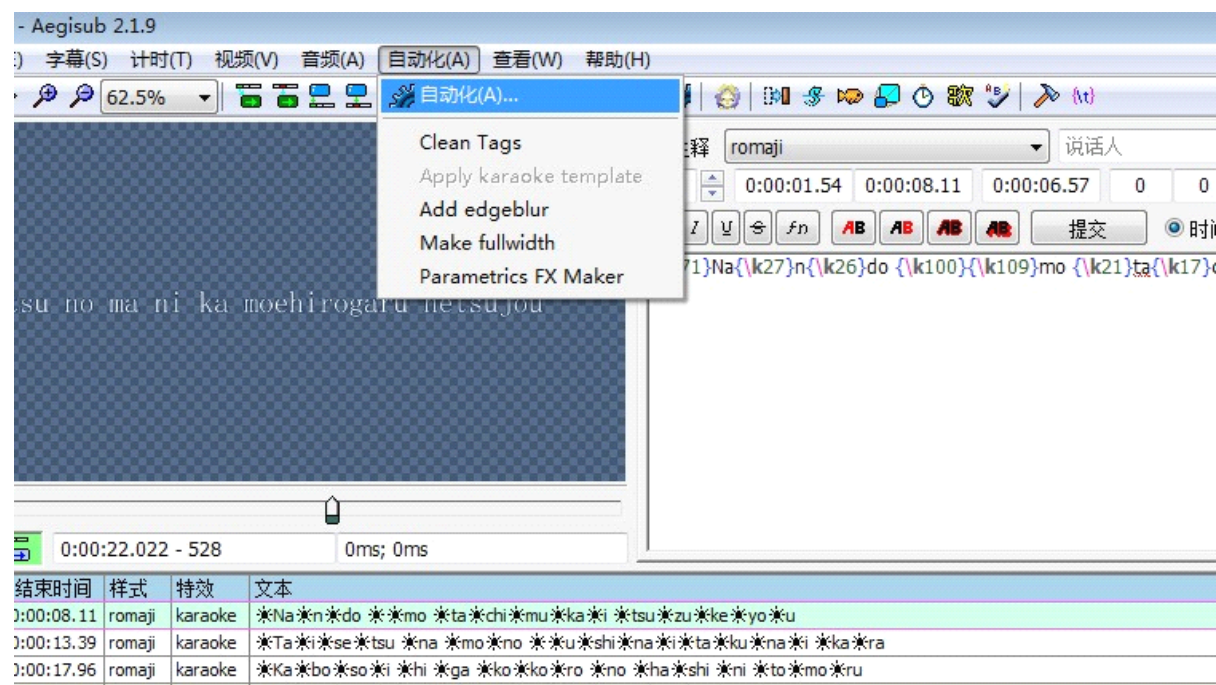 - Aegisub 2.1.9
字幕(S) 计时(T) 视频(V) 音频(A) 自动化(A) 查看(W) 帮助(H)
62.5%
自动化(A)...
Clean Tags
Apply karaoke template
Add edgeblur
Make fullwidth
Parametrics FX Maker
释 romaji 说话人
0:00:01.54 0:00:08.11 0:00:06.57 0 0
I U S fn AB AB AB AB 提交 时
71}Na{\k27}n{\k26}do {\k100}{\k109}mo {\k21}ta{\k17}
su no ma ni ka moehirogaru netsujou
0:00:22.022 - 528 0ms; 0ms
结束时间 样式 特效 文本
0:00:08.11 romaji karaoke ☀Na☀n☀do ☀☀mo ☀ta☀chi☀mu☀ka☀i ☀tsu☀zu☀ke☀yo☀u
0:00:13.39 romaji karaoke ☀Ta☀i☀se☀tsu ☀na ☀mo☀no ☀☀u☀shi☀na☀i☀ta☀ku☀na☀i ☀ka☀ra
0:00:17.96 romaji karaoke ☀Ka☀bo☀so☀i ☀hi ☀ga ☀ko☀ko☀ro ☀no ☀ha☀shi ☀ni ☀to☀mo☀ru